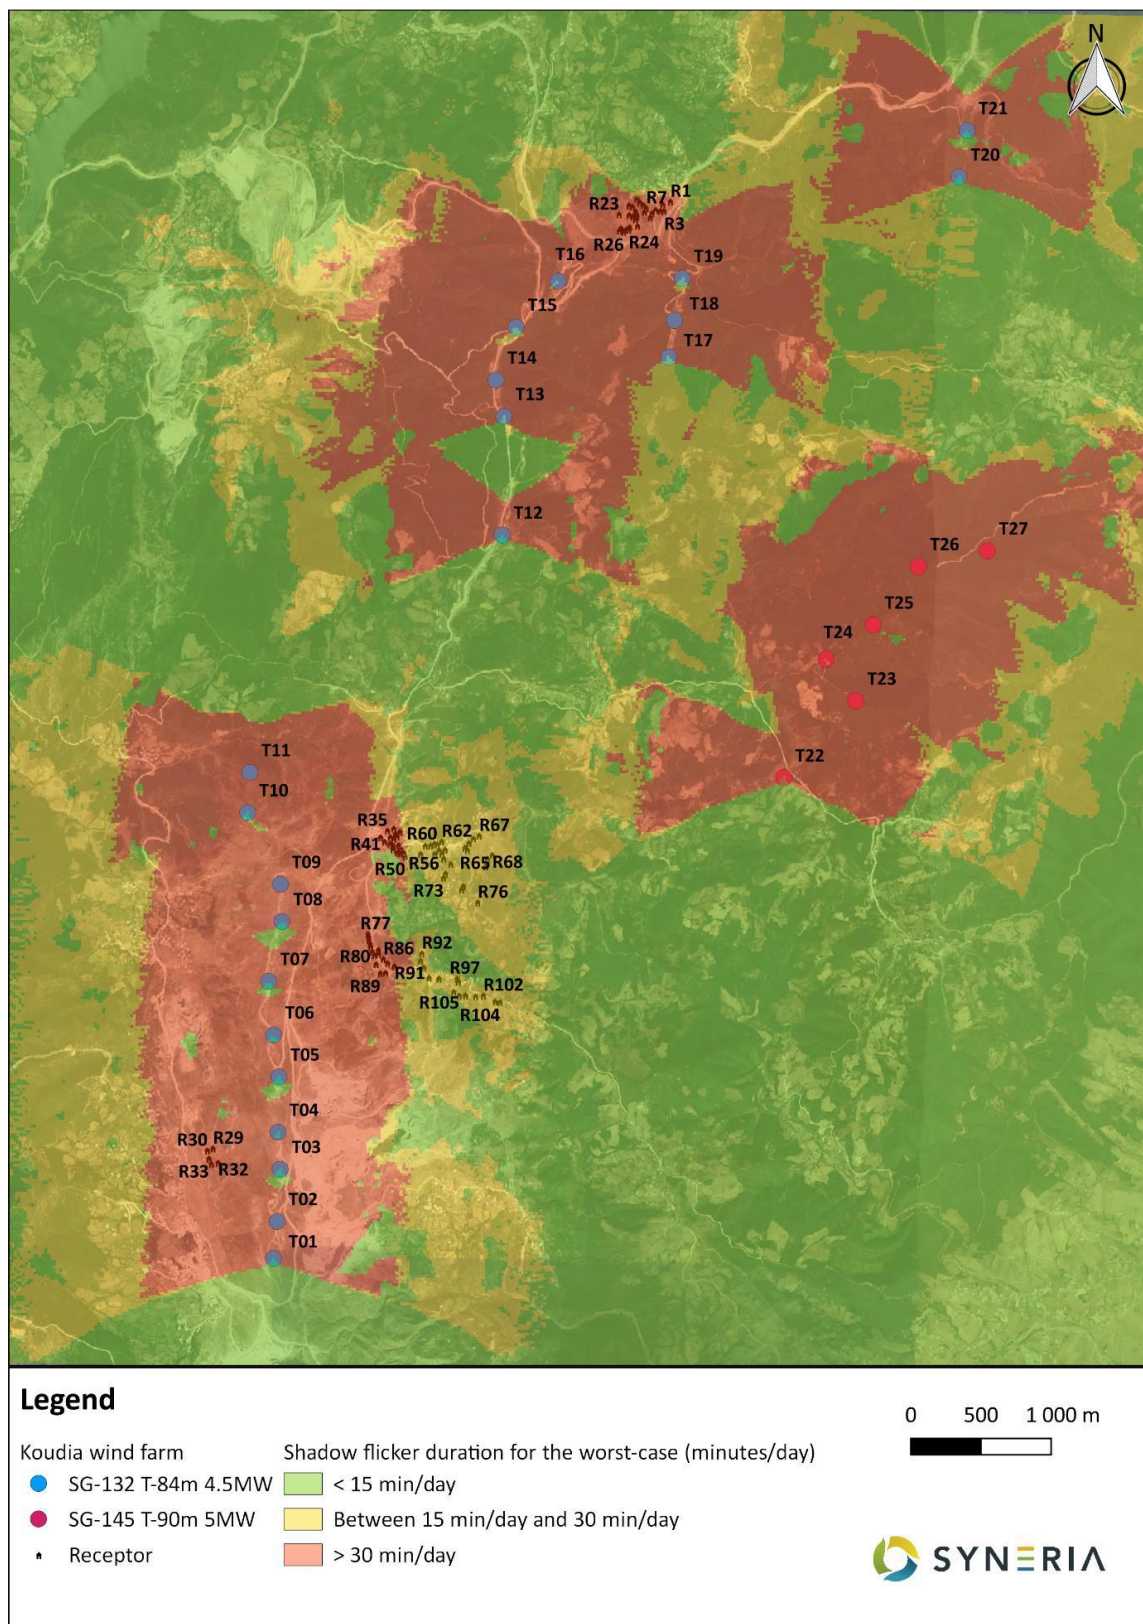 N
T21
T20
R1
R7
R23
R3
R24
R26
T16
T19
T15
T18
T17
T14
T13
T12
T27
T26
T25
T24
T23
T22
T11
T10
R35
R60
R62
R67
R41
R56
R65
R68
R50
T09
R73
R76
T08
R77
R92
R86
R80
T07
R91
R97
R89
R102
R105
R104
T06
T05
T04
R30
R29
T03
R33
R32
T02
T01
Legend
0 500 1 000 m
Koudia wind farm
SG-132 T-84m 4.5MW
SG-145 T-90m 5MW
Receptor
Shadow flicker duration for the worst-case (minutes/day)
< 15 min/day
Between 15 min/day and 30 min/day
> 30 min/day
SYNERIA